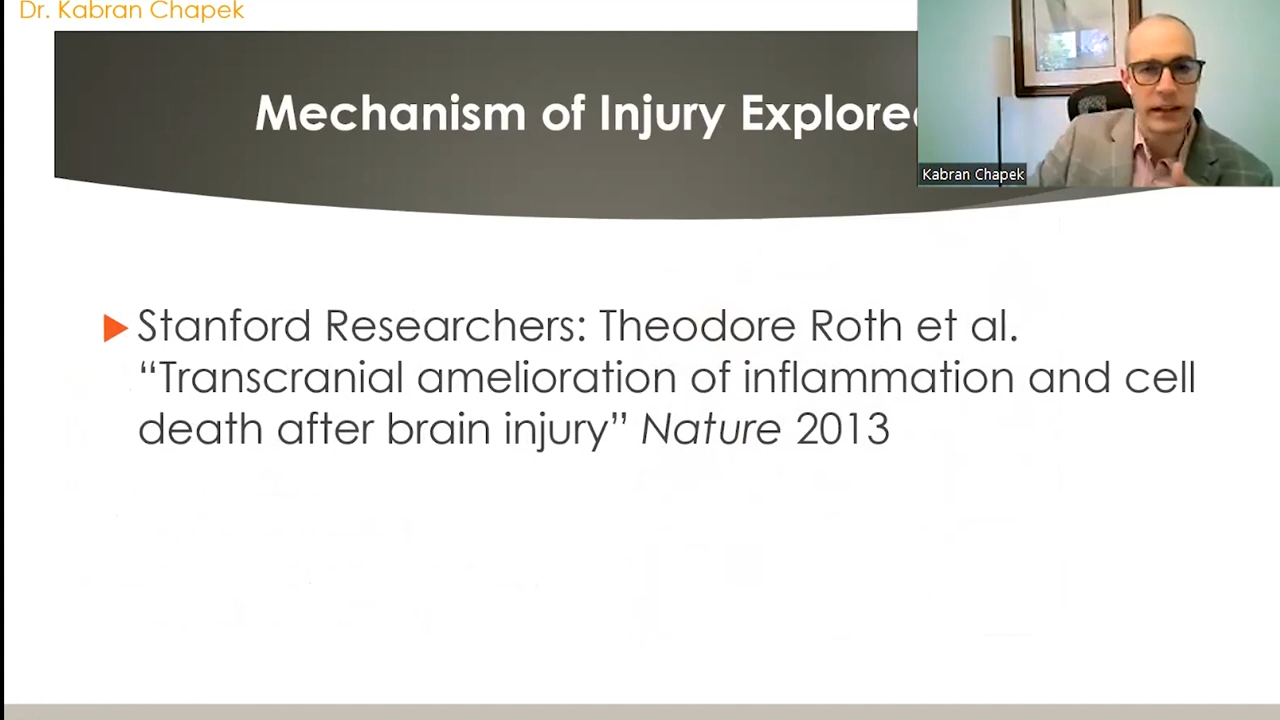 Dr. Kabran Chapek
Mechanism of Injury Explore
Kabran Chapek
Stanford Researchers: Theodore Roth et al.
“Transcranial amelioration of inflammation and cell
death after brain injury” Nature 2013